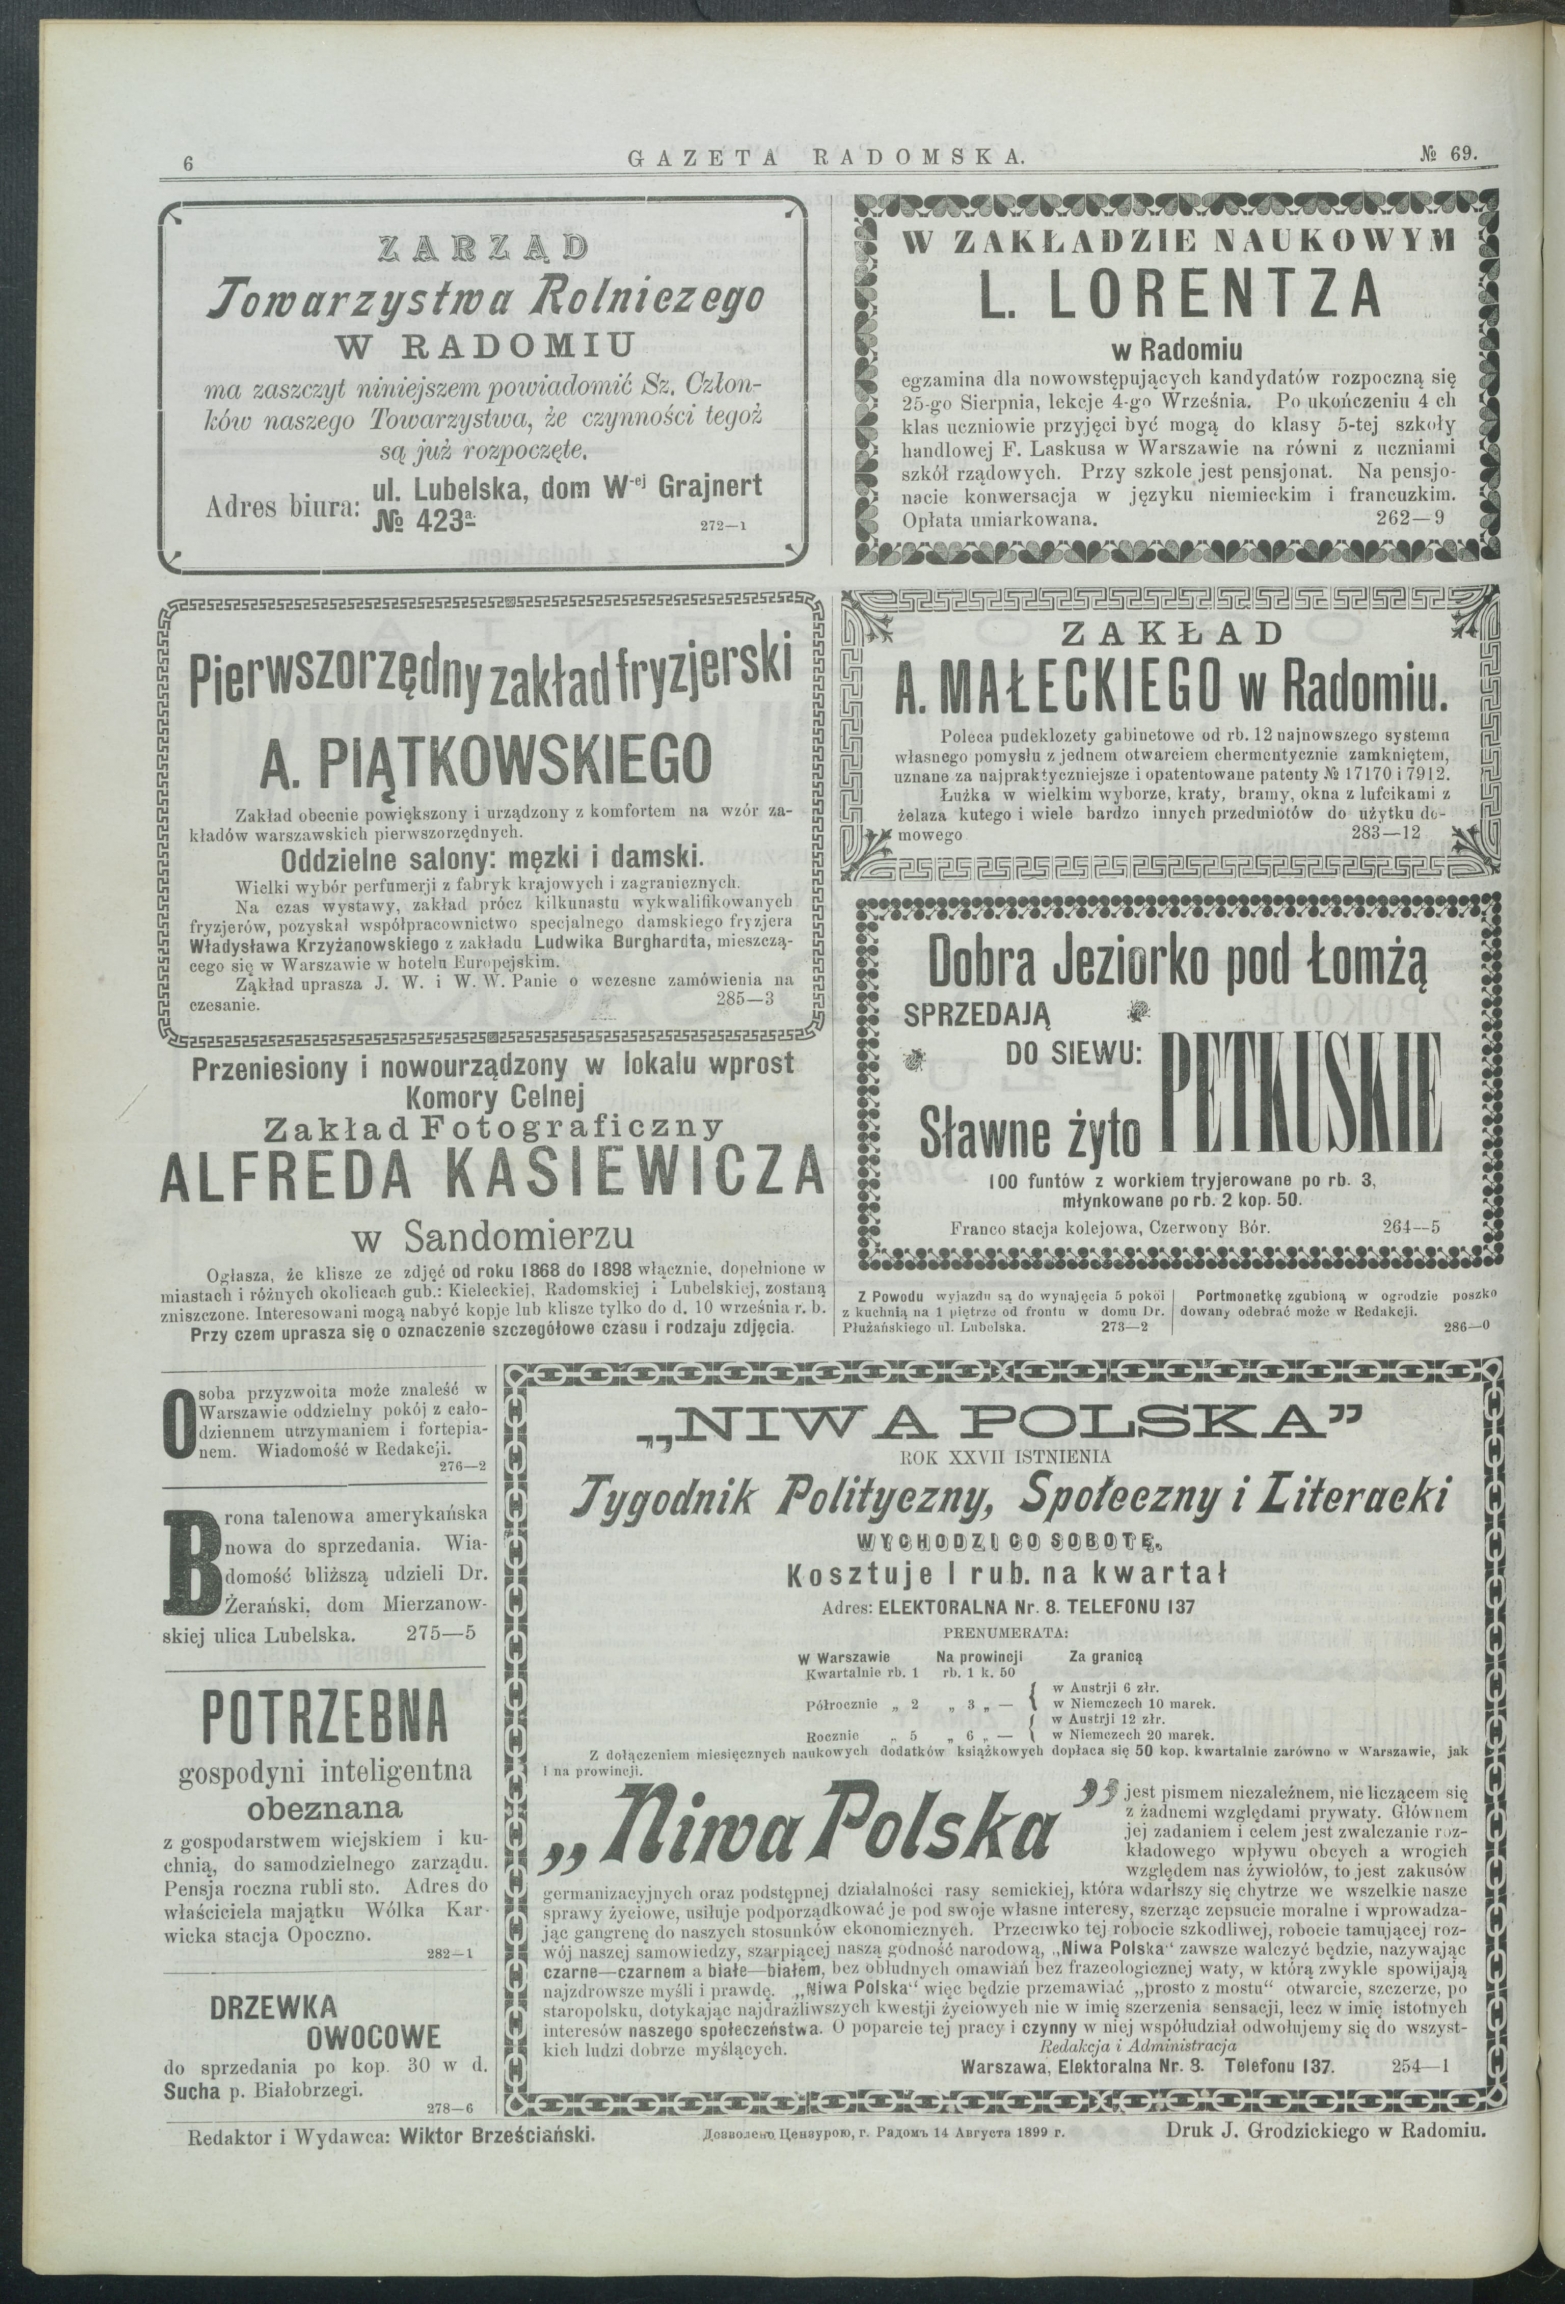 6
GAZETA RADOMSKA.
№ 69.
ZARZĄD
Towarzystwa Rolniczego
W RADOMIU
ma zaszczyt niniejszem powiadomić Sz. Człon-
ków naszego Towarzystwa, że czynności tegoż
są już rozpoczęte.
Adres biura: ul. Lubelska, dom W-ej Grajnert
№ 423a.
272—1
W ZAKŁADZIE NAUKOWYM
L. LORENTZA
w Radomiu
egzamina dla nowowstępujących kandydatów rozpoczną się
25-go Sierpnia, lekcje 4-go Września. Po ukończeniu 4 ch
klas uczniowie przyjęci być mogą do klasy 5-tej szkoły
handlowej F. Laskusa w Warszawie na równi z uczniami
szkół rządowych. Przy szkole jest pensjonat. Na pensjo-
nacie konwersacja w języku niemieckim i francuzkim.
Opłata umiarkowana. 262—9
Pierwszorzędny zakład fryzjerski
A. PIĄTKOWSKIEGO
Zakład obecnie powiększony i urządzony z komfortem na wzór za-
kładów warszawskich pierwszorzędnych.
Oddzielne salony: męzki i damski.
Wielki wybór perfumerji z fabryk krajowych i zagranicznych.
Na czas wystawy, zakład prócz kilkunastu wykwalifikowanych
fryzjerów, pozyskał współpracownictwo specjalnego damskiego fryzjera
Władysława Krzyżanowskiego z zakładu Ludwika Burghardta, mieszczą-
cego się w Warszawie w hotelu Europejskim.
Ząkład uprasza J. W. i W. W. Panie o wczesne zamówienia na
czesanie. 285—3
ZAKŁAD
A. MAŁECKIEGO w Radomiu.
Poleca pudeklozety gabinetowe od rb. 12 najnowszego systemu
własnego pomysłu z jednem otwarciem chermentycznie zamkniętem,
uznane za najpraktyczniejsze i opatentowane patenty № 17170 i 7912.
Łużka w wielkim wyborze, kraty, bramy, okna z lufcikami z
żelaza kutego i wiele bardzo innych przedmiotów do użytku do-
mowego 283—12
Dobra Jeziorko pod Łomżą
SPRZEDAJĄ
DO SIEWU:
Sławne żyto PETKUSKIE
100 funtów z workiem tryjerowane po rb. 3,
młynkowane po rb. 2 kop. 50.
Franco stacja kolejowa, Czerwony Bór. 264—5
Przeniesiony i nowourządzony w lokalu wprost
Komory Celnej
Zakład Fotograficzny
ALFREDA KASIEWICZA
w Sandomierzu
Ogłasza, że klisze ze zdjęć od roku 1868 do 1898 włącznie, dopełnione w
miastach i różnych okolicach gub.: Kieleckiej, Radomskiej i Lubelskiej, zostaną
zniszczone. Interesowani mogą nabyć kopje lub klisze tylko do d. 10 września r. b.
Przy czem uprasza się o oznaczenie szczegółowe czasu i rodzaju zdjęcia.
Z Powodu wyjazdu są do wynajęcia 5 pokoi
z kuchnią na 1 piętrze od frontu w domu Dr.
Płużańskiego ul. Lubelska. 273—2
Portmonetkę zgubioną w ogrodzie poszko
dowany odebrać może w Redakcji.
286—0
Osoba przyzwoita może znaleść w
Warszawie oddzielny pokój z cało-
dziennem utrzymaniem i fortepia-
nem. Wiadomość w Redakcji.
276—2
Brona talenowa amerykańska
nowa do sprzedania. Wia-
domość bliższą udzieli Dr.
Żerański, dom Mierzanow-
skiej ulica Lubelska. 275—5
POTRZEBNA
gospodyni inteligentna
obeznana
z gospodarstwem wiejskiem i ku-
chnią, do samodzielnego zarządu.
Pensja roczna rubli sto. Adres do
właściciela majątku Wólka Kar-
wicka stacja Opoczno.
282—1
DRZEWKA
OWOCOWE
do sprzedania po kop. 30 w d.
Sucha p. Białobrzegi.
278—6
„NIWA POLSKA”
ROK XXVII ISTNIENIA
Tygodnik Polityczny, Społeczny i Literacki
WYCHODZI CO SOBOTĘ.
Kosztuje 1 rub. na kwartał
Adres: ELEKTORALNA Nr. 8. TELEFONU 137
PRENUMERATA:
W Warszawie Na prowincji Za granicą
Kwartalnie rb. 1 rb. 1 k. 50
w Austrji 6 złr.
Półrocznie „ 2 „ 3 „ — w Niemczech 10 marek.
w Austrji 12 złr.
Rocznie „ 5 „ 6 „ — w Niemczech 20 marek.
Z dołączeniem miesięcznych naukowych dodatków książkowych dopłaca się 50 kop. kwartalnie zarówno w Warszawie, jak
i na prowincji.
„Niwa Polska”
jest pismem niezależnem, nie liczącem się
z żadnemi względami prywaty. Głównem
jej zadaniem i celem jest zwalczanie roz-
kładowego wpływu obcych a wrogich
względem nas żywiołów, to jest zakusów
germanizacyjnych oraz podstępnej działalności rasy semickiej, która wdarłszy się chytrze we wszelkie nasze
sprawy życiowe, usiłuje podporządkować je pod swoje własne interesy, szerząc zepsucie moralne i wprowadza-
jąc gangrenę do naszych stosunków ekonomicznych. Przeciwko tej robocie szkodliwej, robocie tamującej roz-
wój naszej samowiedzy, szarpiącej naszą godność narodową, „Niwa Polska“ zawsze walczyć będzie, nazywając
czarne—czarnem a białe—białem, bez obłudnych omawiań bez frazeologicznej waty, w którą zwykle spowijają
najzdrowsze myśli i prawdę. „Niwa Polska“ więc będzie przemawiać „prosto z mostu“ otwarcie, szczerze, po
staropolsku, dotykając najdraźliwszych kwestji życiowych nie w imię szerzenia sensacji, lecz w imię istotnych
interesów naszego społeczeństwa. O poparcie tej pracy i czynny w niej współudział odwołujemy się do wszyst-
kich ludzi dobrze myślących.
Redakcja i Administracja
Warszawa, Elektoralna Nr. 8. Telefonu 137. 254—1
Redaktor i Wydawca: Wiktor Brześciański.
Дозволено Цензурою, г. Радомъ 14 Августа 1899 г.
Druk J. Grodzickiego w Radomiu.